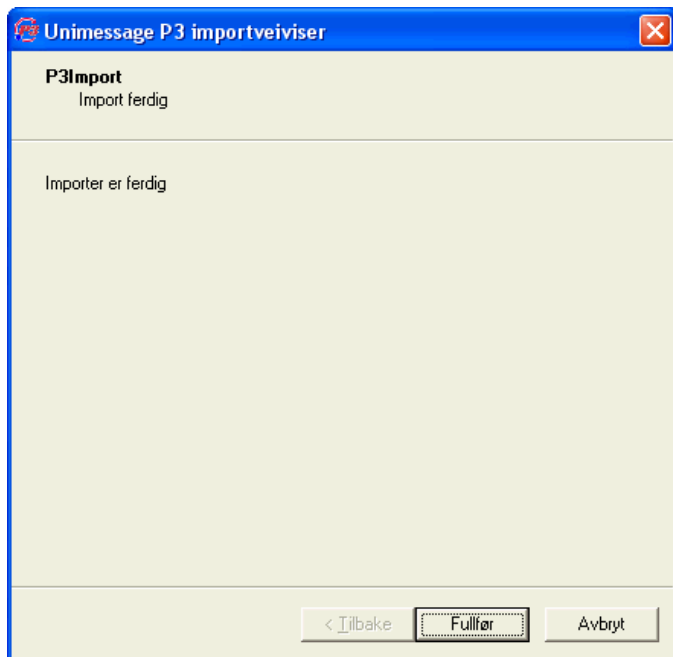 Unimessage P3 importveiviser
P3Import
Import ferdig
Importer er ferdig
< Tilbake
Fullfør
Avbryt